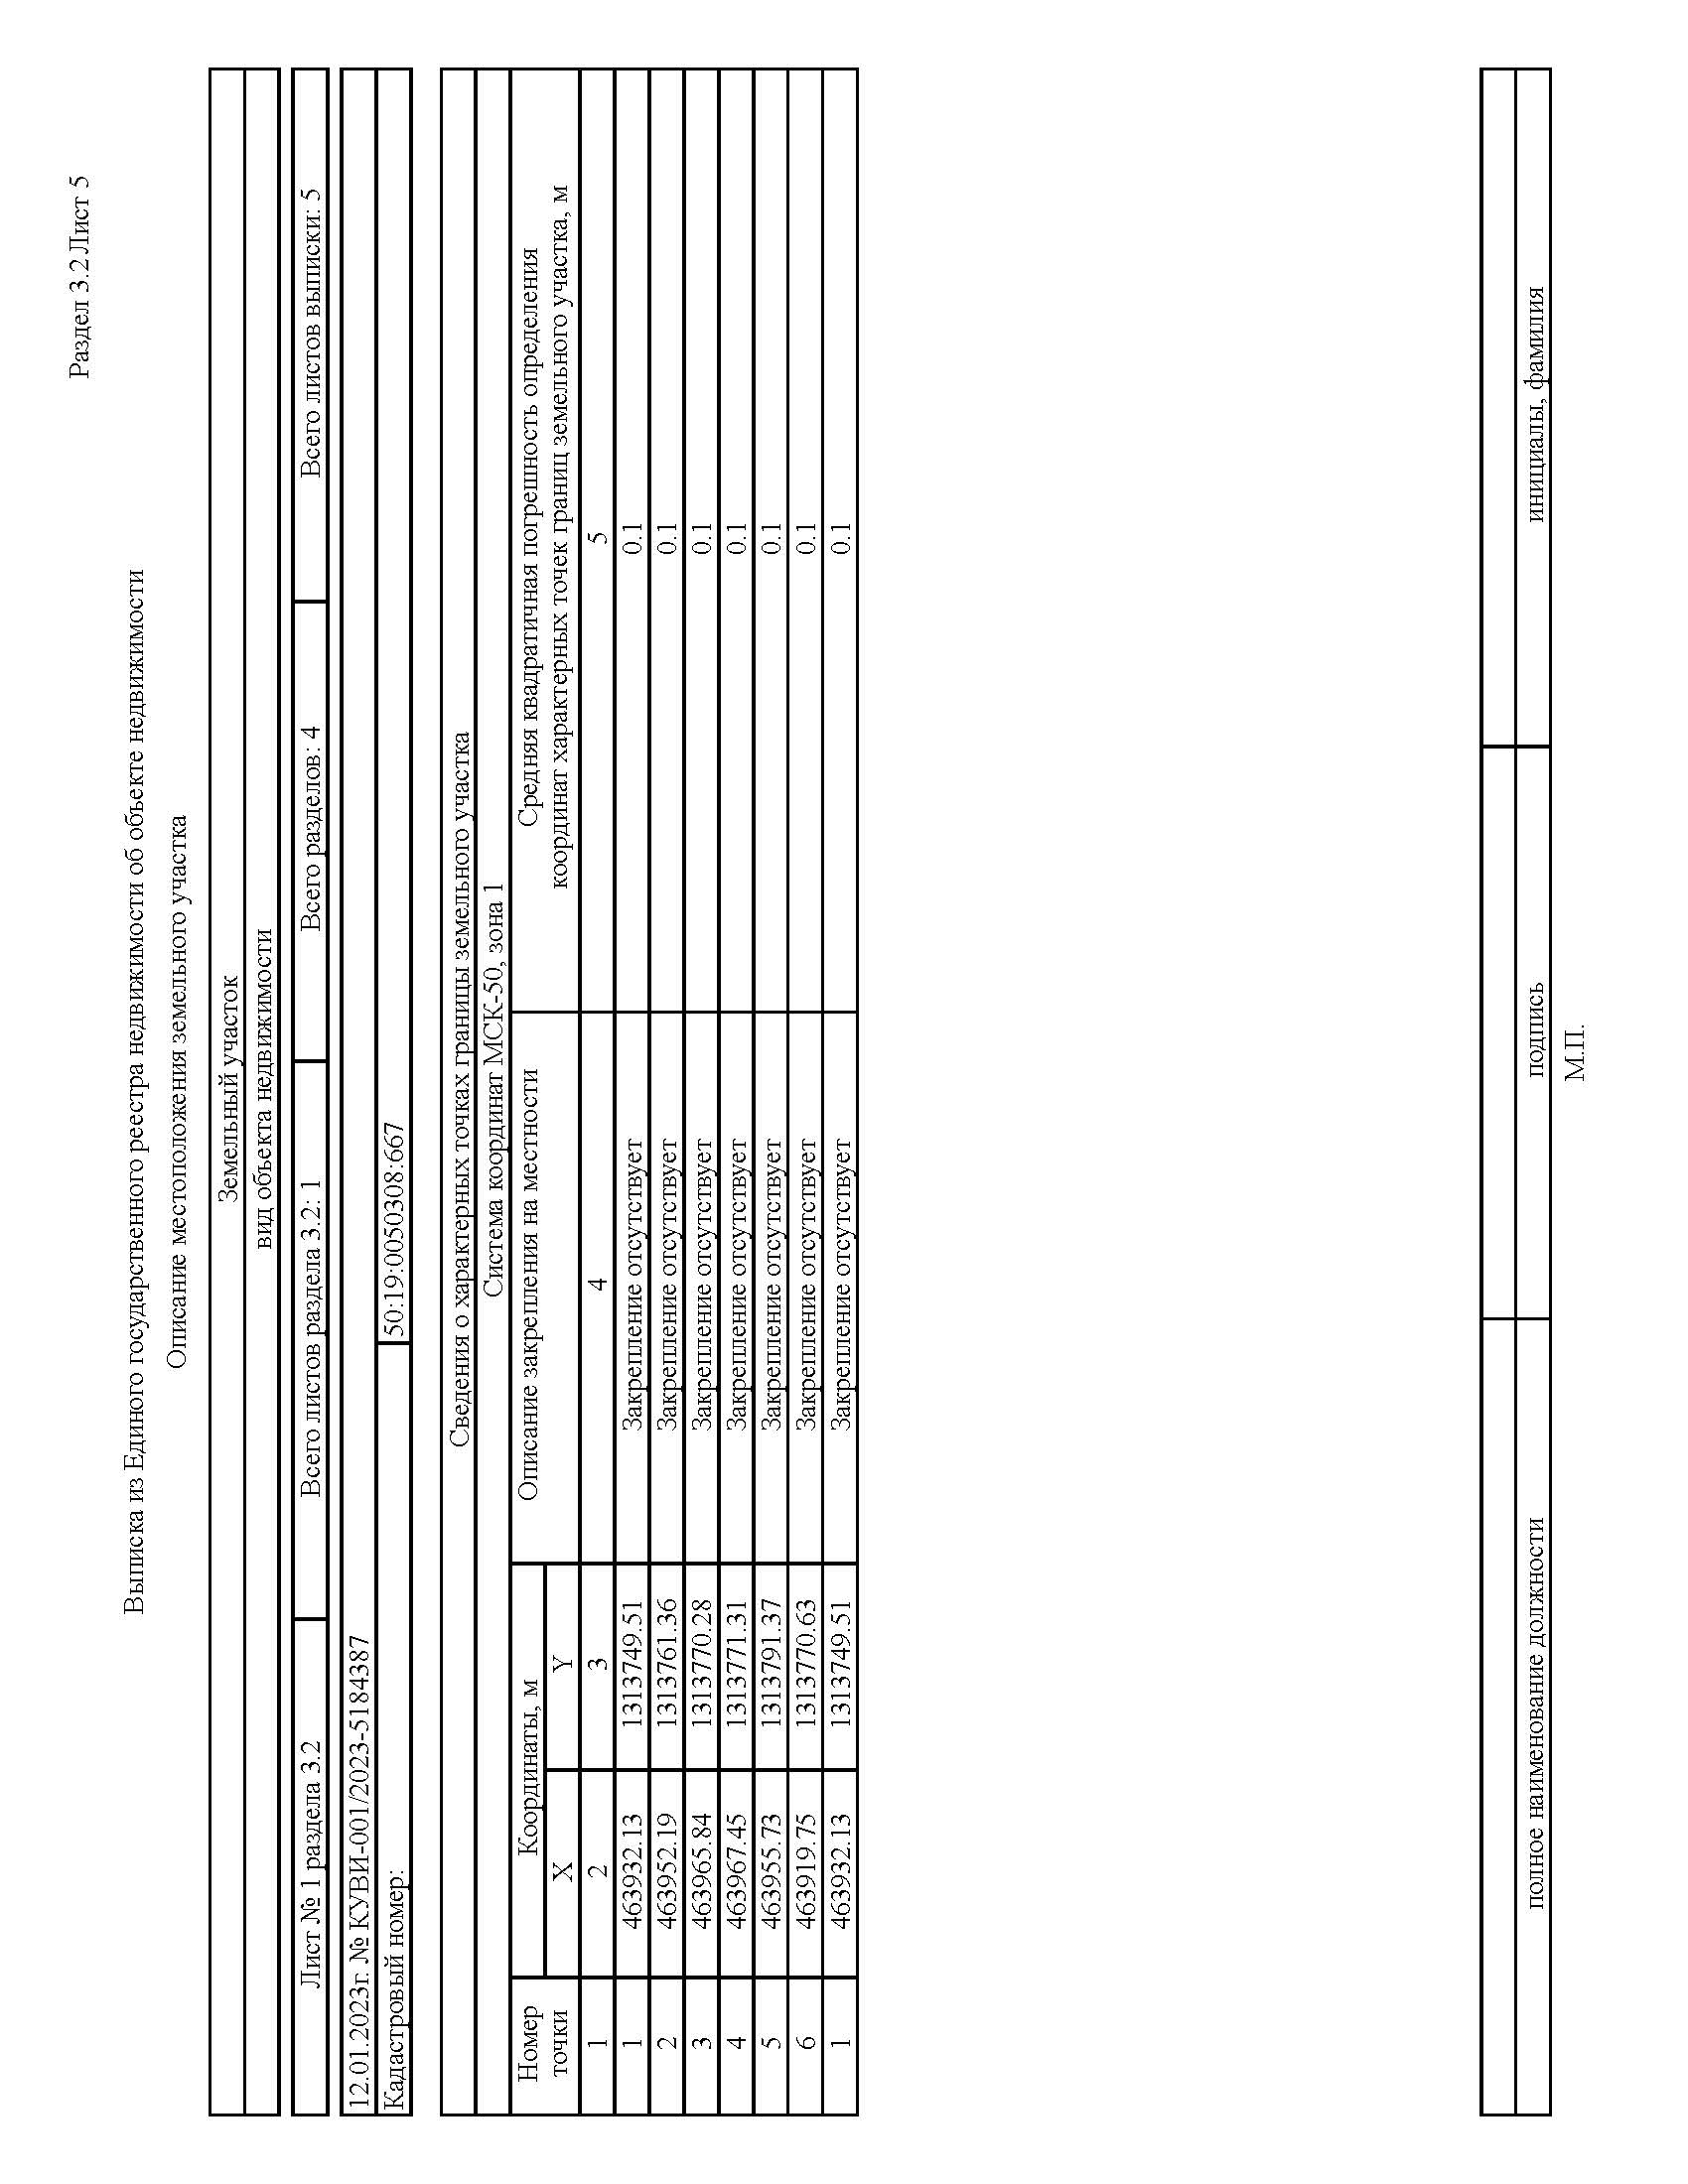 Раздел 3.2 Лист 5
Выписка из Единого государственного реестра недвижимости об объекте недвижимости
Описание местоположения земельного участка
Земельный участок
вид объекта недвижимости
Лист № 1 раздела 3.2 Всего листов раздела 3.2: 1 Всего разделов: 4 Всего листов выписки: 5
12.01.2023г. № КУВИ-001/2023-5184387
Кадастровый номер: 50:19:0050308:667
Сведения о характерных точках границы земельного участка
Система координат МСК-50, зона 1
Номер точки Координаты, м Описание закрепления на местности Средняя квадратичная погрешность определения
координат характерных точек границ земельного участка, м
X Y
1 2 3 4 5
1 463932.13 1313749.51 Закрепление отсутствует 0.1
2 463952.19 1313761.36 Закрепление отсутствует 0.1
3 463965.84 1313770.28 Закрепление отсутствует 0.1
4 463967.45 1313771.31 Закрепление отсутствует 0.1
5 463955.73 1313791.37 Закрепление отсутствует 0.1
6 463919.75 1313770.63 Закрепление отсутствует 0.1
1 463932.13 1313749.51 Закрепление отсутствует 0.1
полное наименование должности подпись инициалы, фамилия
М.П.